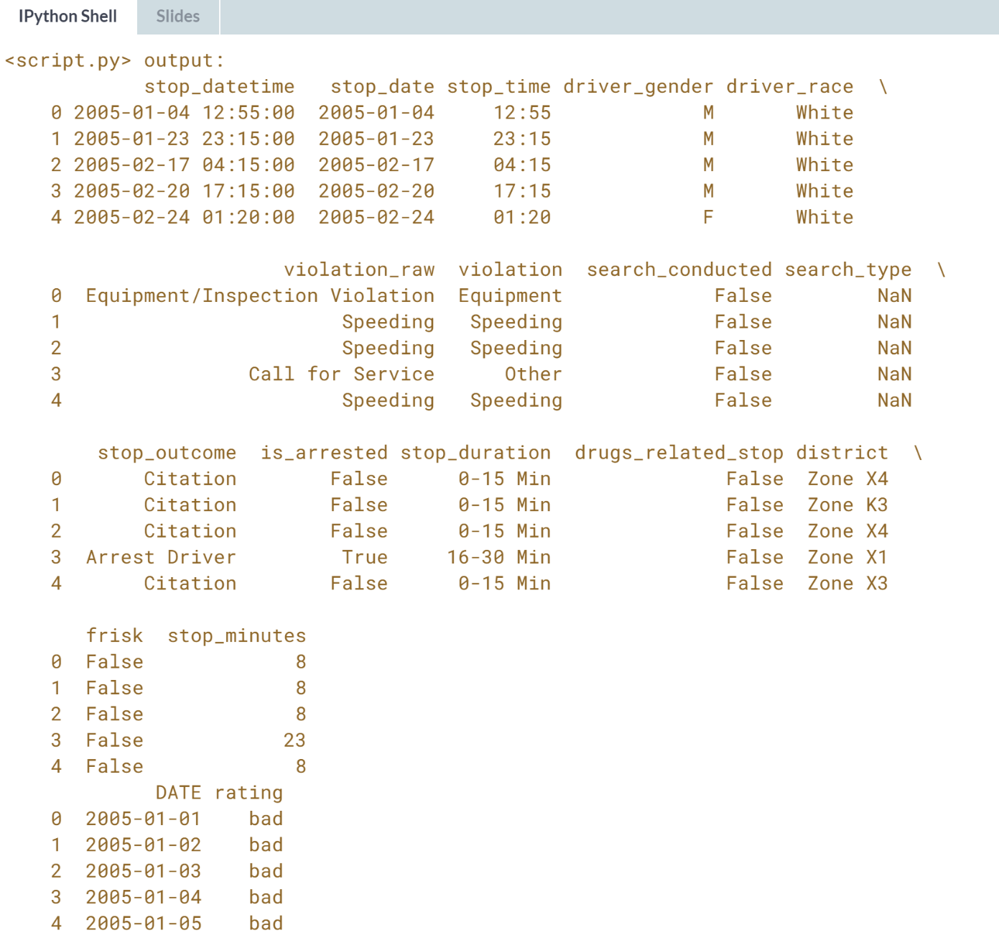 IPython Shell Slides
<script.py> output:
            stop_datetime   stop_date stop_time driver_gender driver_race  \
    0 2005-01-04 12:55:00  2005-01-04     12:55             M       White
    1 2005-01-23 23:15:00  2005-01-23     23:15             M       White
    2 2005-02-17 04:15:00  2005-02-17     04:15             M       White
    3 2005-02-20 17:15:00  2005-02-20     17:15             M       White
    4 2005-02-24 01:20:00  2005-02-24     01:20             F       White

                        violation_raw  violation  search_conducted search_type  \
    0  Equipment/Inspection Violation  Equipment             False         NaN
    1                        Speeding   Speeding             False         NaN
    2                        Speeding   Speeding             False         NaN
    3                Call for Service      Other             False         NaN
    4                        Speeding   Speeding             False         NaN

        stop_outcome  is_arrested stop_duration  drugs_related_stop district  \
    0       Citation        False      0-15 Min               False  Zone X4
    1       Citation        False      0-15 Min               False  Zone K3
    2       Citation        False      0-15 Min               False  Zone X4
    3  Arrest Driver         True     16-30 Min               False  Zone X1
    4       Citation        False      0-15 Min               False  Zone X3

       frisk  stop_minutes
    0  False             8
    1  False             8
    2  False             8
    3  False            23
    4  False             8
             DATE rating
    0  2005-01-01    bad
    1  2005-01-02    bad
    2  2005-01-03    bad
    3  2005-01-04    bad
    4  2005-01-05    bad